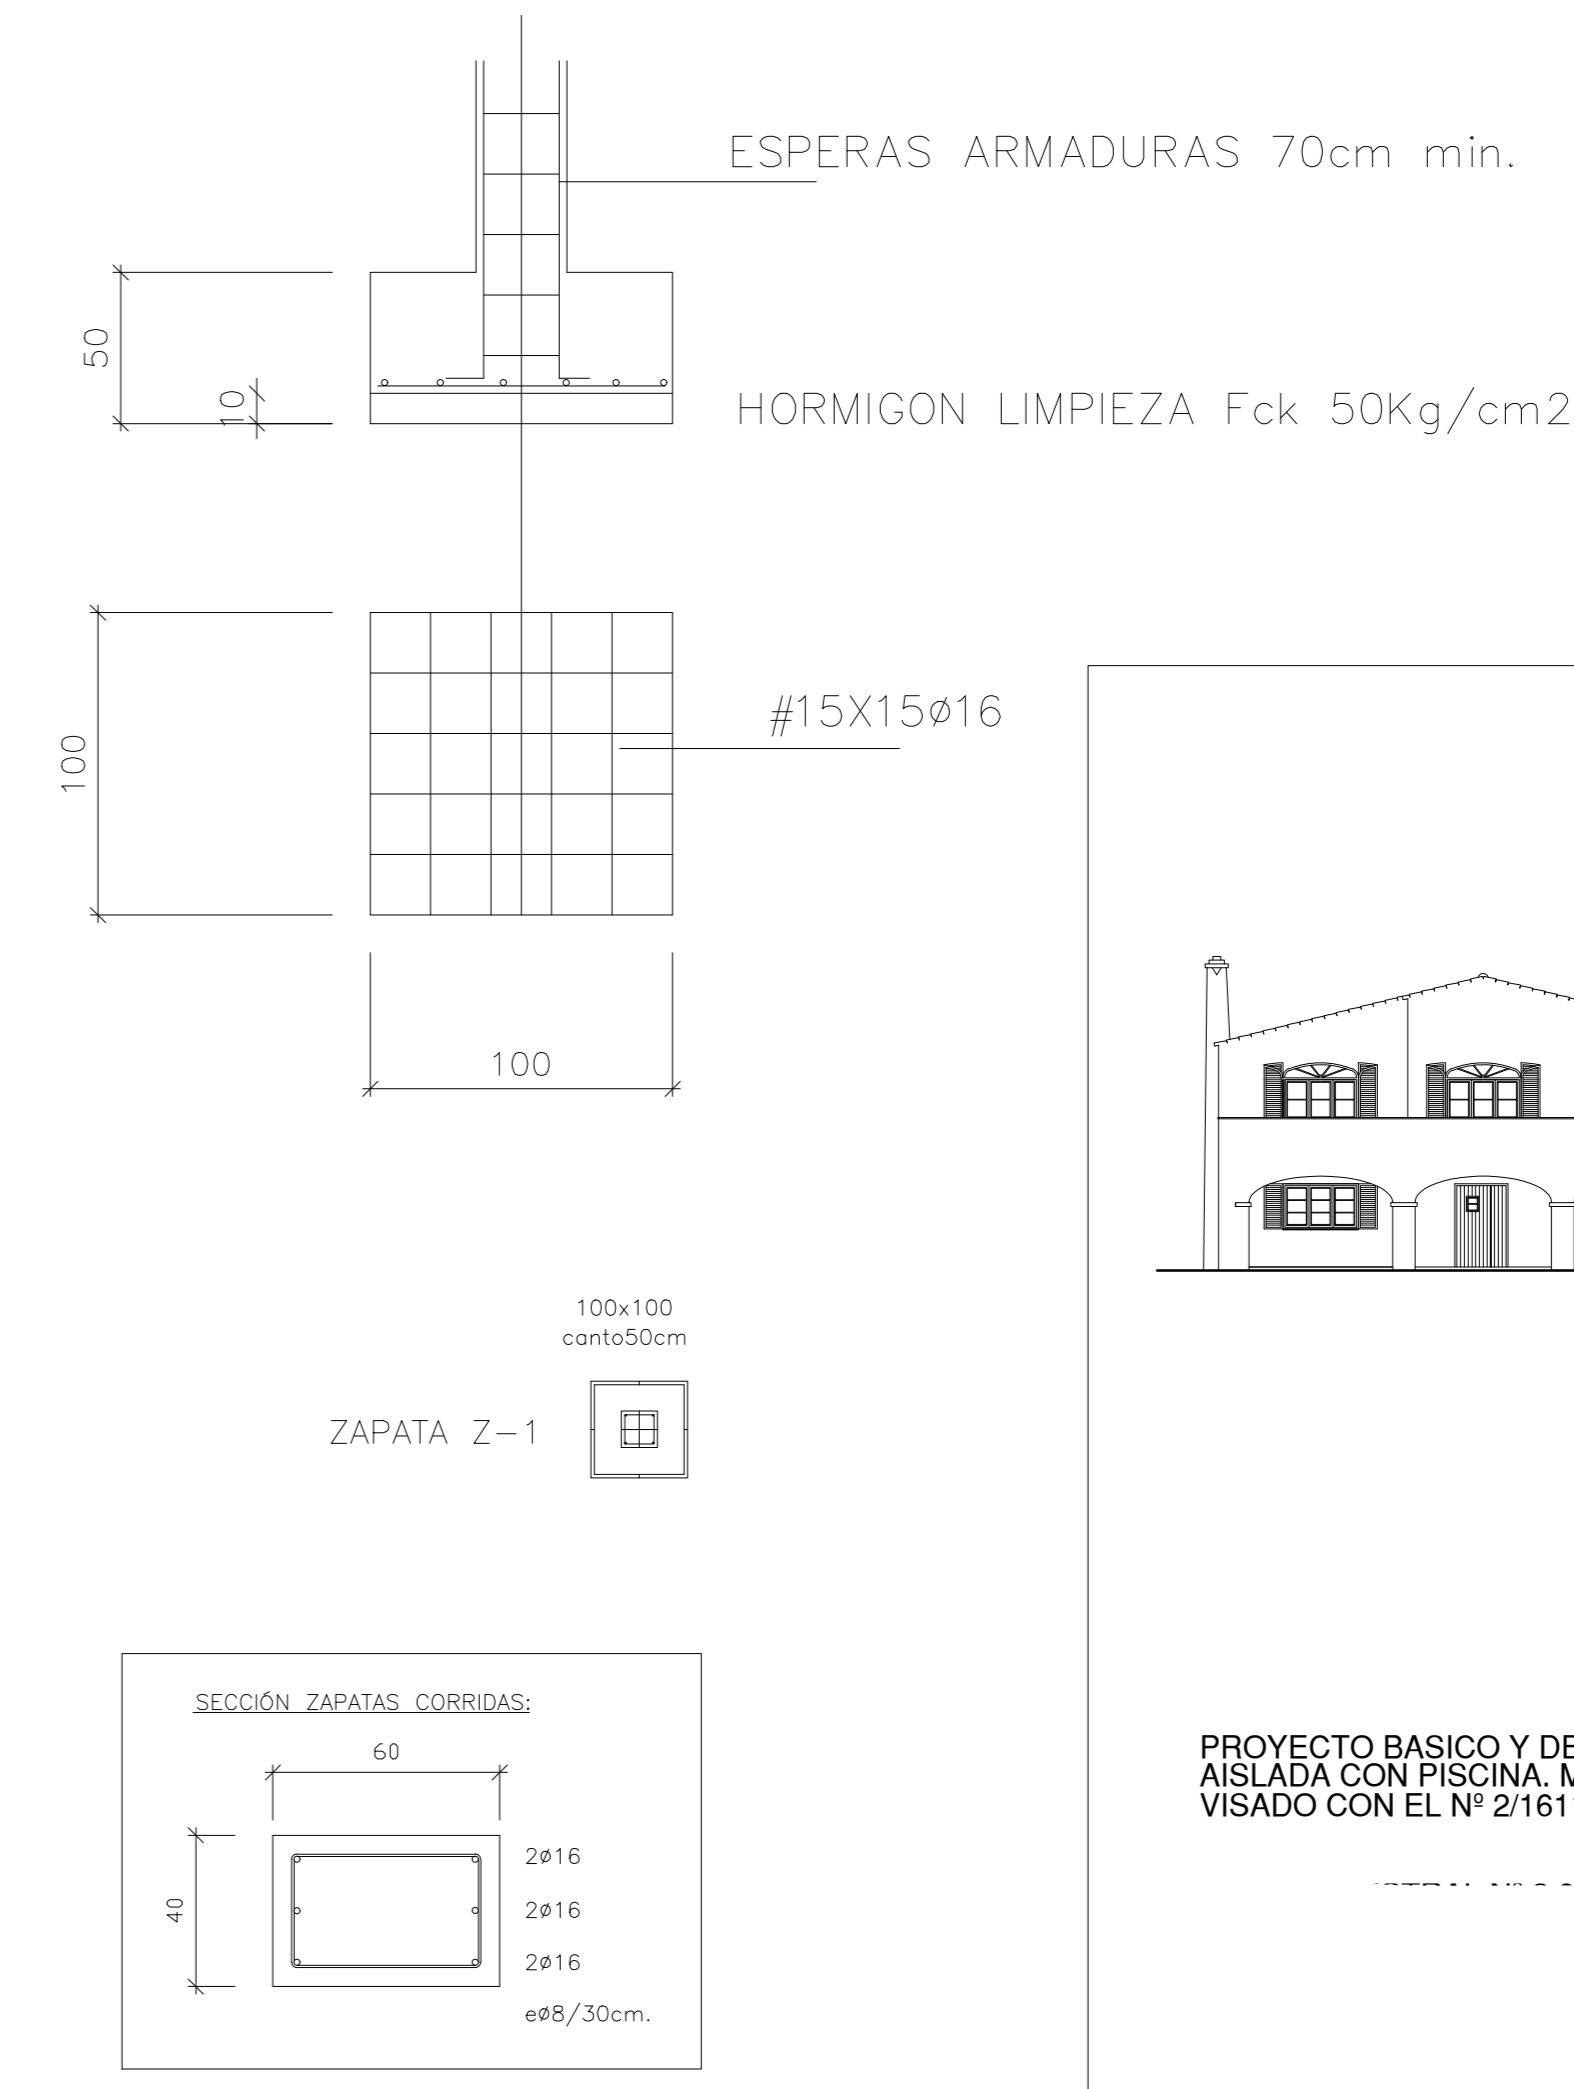 ESPERAS ARMADURAS 70cm min.
50
10
HORMIGON LIMPIEZA Fck 50Kg/cm2
#15X15ø16
100
100
100x100
canto50cm
ZAPATA Z-1
SECCIÓN ZAPATAS CORRIDAS:
60
40
2ø16
2ø16
2ø16
eø8/30cm.
PROYECTO BASICO Y DE
AISLADA CON PISCINA.
VISADO CON EL Nº 2/161